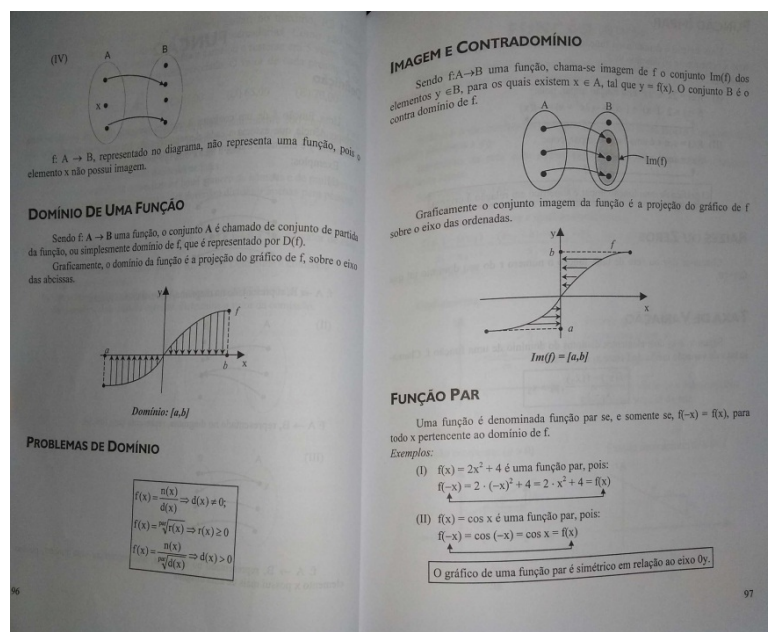 (IV)
A
B
x
f: A → B, representado no diagrama, não representa uma função, pois o
elemento x não possui imagem.
DOMÍNIO DE UMA FUNÇÃO
Sendo f: A → B uma função, o conjunto A é chamado de conjunto de partida
da função, ou simplesmente domínio de f, que é representado por D(f).
Graficamente, o domínio da função é a projeção do gráfico de f, sobre o eixo
das abcissas.
y
f
a
b
x
Domínio: [a,b]
PROBLEMAS DE DOMÍNIO
f(x) = n(x)/d(x) ⇒ d(x) ≠ 0;
f(x) = par√r(x) ⇒ r(x) ≥ 0
f(x) = n(x)/par√d(x) ⇒ d(x) > 0
96
IMAGEM E CONTRADOMÍNIO
Sendo f:A→B uma função, chama-se imagem de f o conjunto Im(f) dos
elementos y ∈B, para os quais existem x ∈ A, tal que y = f(x). O conjunto B é o
contra domínio de f.
A
B
Im(f)
Graficamente o conjunto imagem da função é a projeção do gráfico de f
sobre o eixo das ordenadas.
y
b
f
x
a
Im(f) = [a,b]
FUNÇÃO PAR
Uma função é denominada função par se, e somente se, f(−x) = f(x), para
todo x pertencente ao domínio de f.
Exemplos:
(I) f(x) = 2x² + 4 é uma função par, pois:
f(−x) = 2 · (−x)² + 4 = 2 · x² + 4 = f(x)
(II) f(x) = cos x é uma função par, pois:
f(−x) = cos (−x) = cos x = f(x)
O gráfico de uma função par é simétrico em relação ao eixo 0y.
97